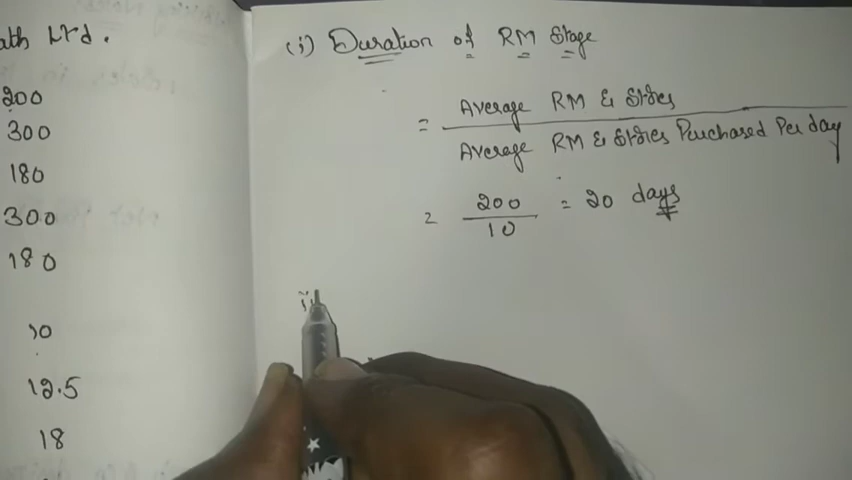 Ltd.
200
300
180
300
180
10
12.5
18
(i) Duration of RM Stage
= Average RM & Stores
Average RM & Stores Purchased Per day
= 200
10
= 20 days
ii